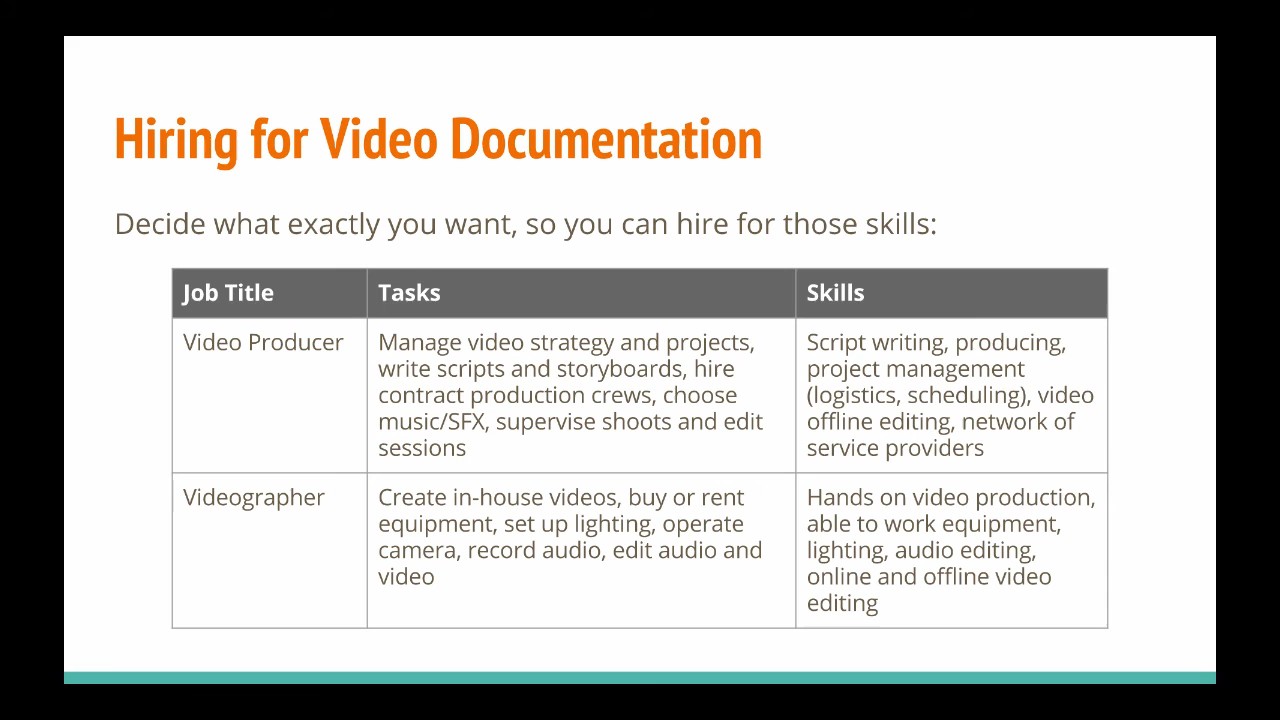 Hiring for Video Documentation
Decide what exactly you want, so you can hire for those skills:
Job Title
Tasks
Skills
Video Producer
Manage video strategy and projects,
write scripts and storyboards, hire
contract production crews, choose
music/SFX, supervise shoots and edit
sessions
Script writing, producing,
project management
(logistics, scheduling), video
offline editing, network of
service providers
Videographer
Create in-house videos, buy or rent
equipment, set up lighting, operate
camera, record audio, edit audio and
video
Hands on video production,
able to work equipment,
lighting, audio editing,
online and offline video
editing